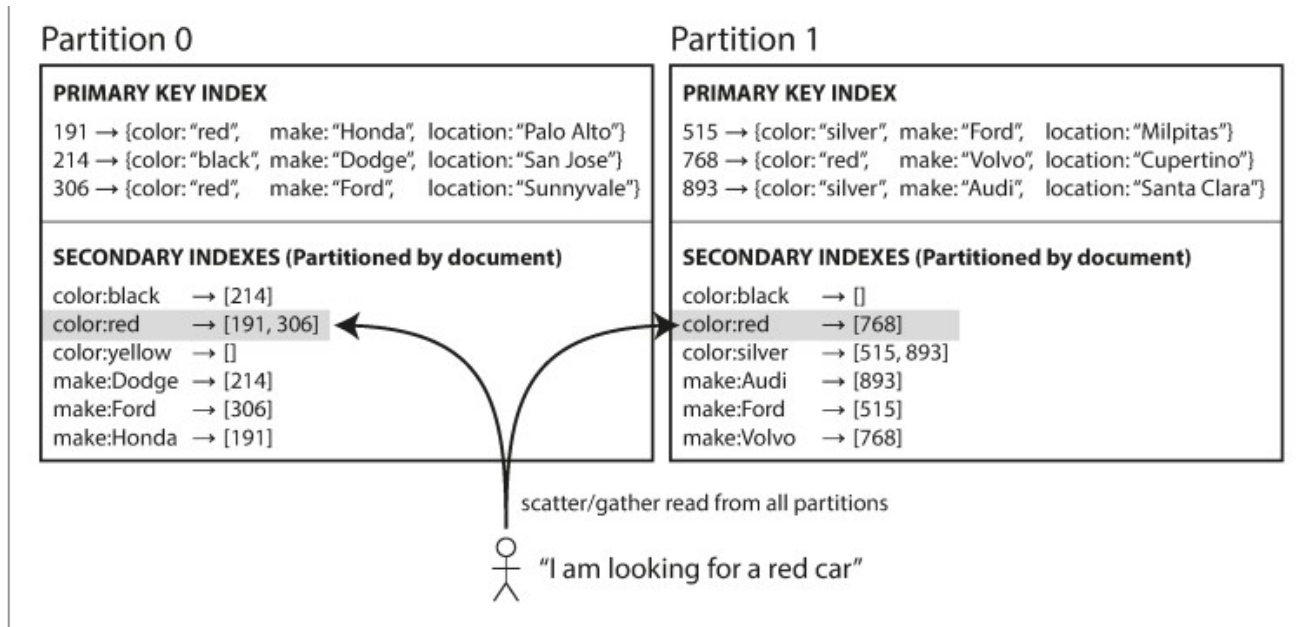 Partition 0
PRIMARY KEY INDEX
191 → {color: “red”, make: “Honda”, location: “Palo Alto”}
214 → {color: “black”, make: “Dodge”, location: “San Jose”}
306 → {color: “red”, make: “Ford”, location: “Sunnyvale”}
SECONDARY INDEXES (Partitioned by document)
color:black → [214]
color:red → [191, 306]
color:yellow → []
make:Dodge → [214]
make:Ford → [306]
make:Honda → [191]
Partition 1
PRIMARY KEY INDEX
515 → {color: “silver”, make: “Ford”, location: “Milpitas”}
768 → {color: “red”, make: “Volvo”, location: “Cupertino”}
893 → {color: “silver”, make: “Audi”, location: “Santa Clara”}
SECONDARY INDEXES (Partitioned by document)
color:black → []
color:red → [768]
color:silver → [515, 893]
make:Audi → [893]
make:Ford → [515]
make:Volvo → [768]
scatter/gather read from all partitions
“I am looking for a red car”